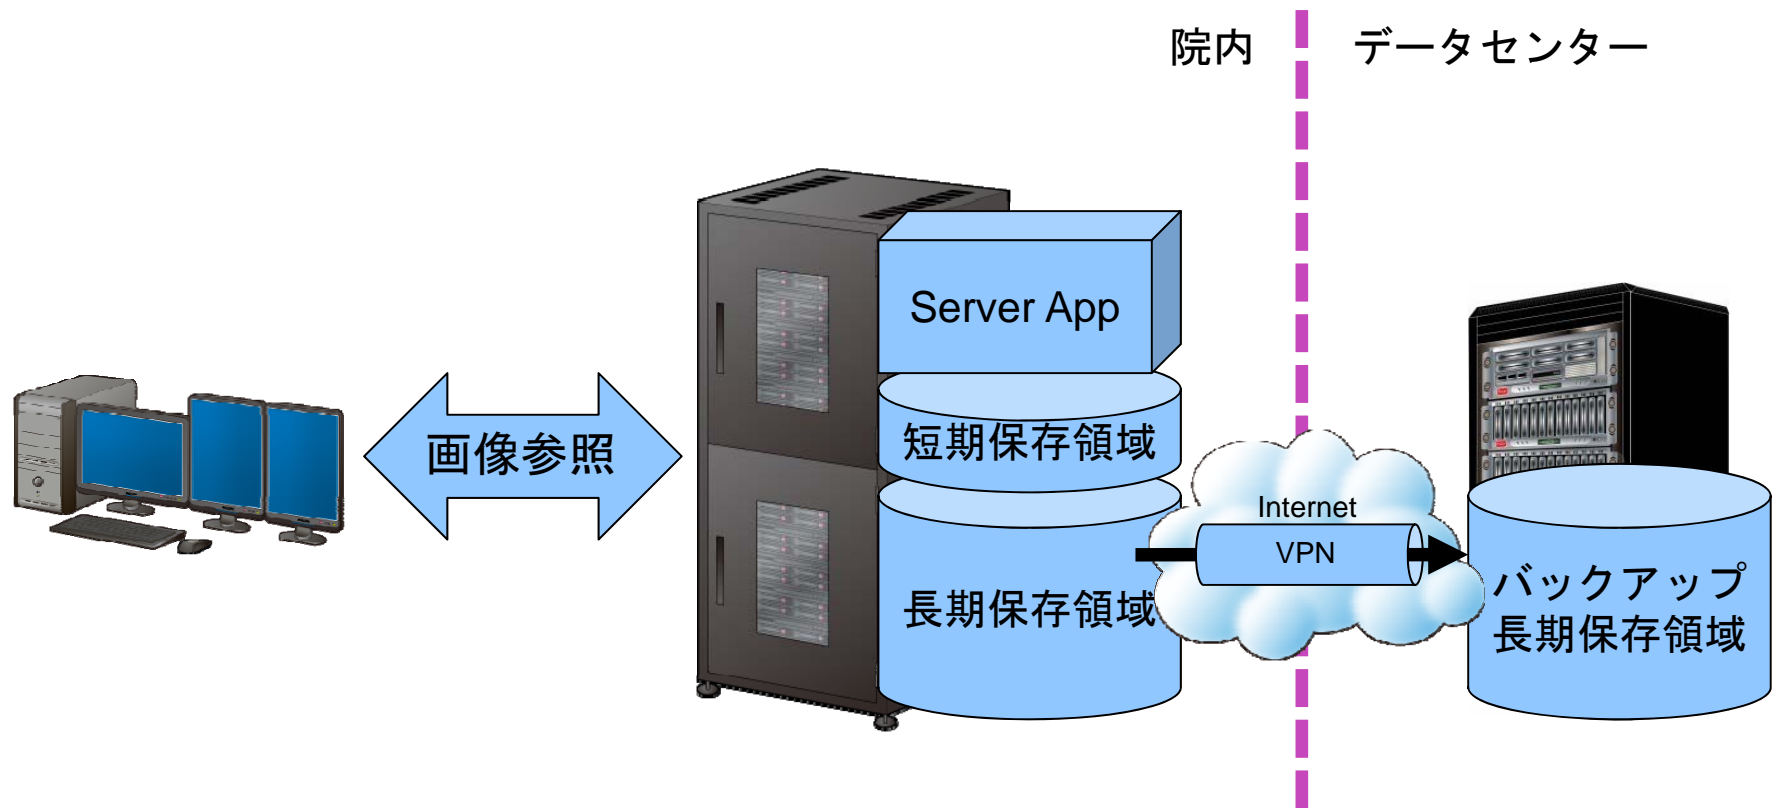 院内
データセンター
Server App
画像参照
短期保存領域
長期保存領域
Internet
VPN
バックアップ
長期保存領域